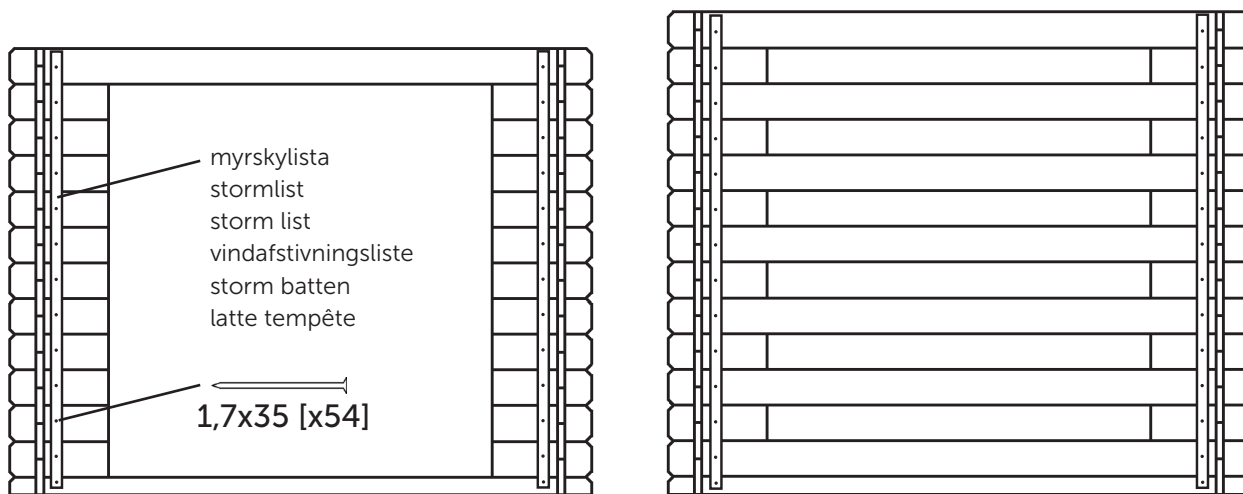 myrskylista
stormlist
storm list
vindafstivningsliste
storm batten
latte tempête
1,7x35 [x54]